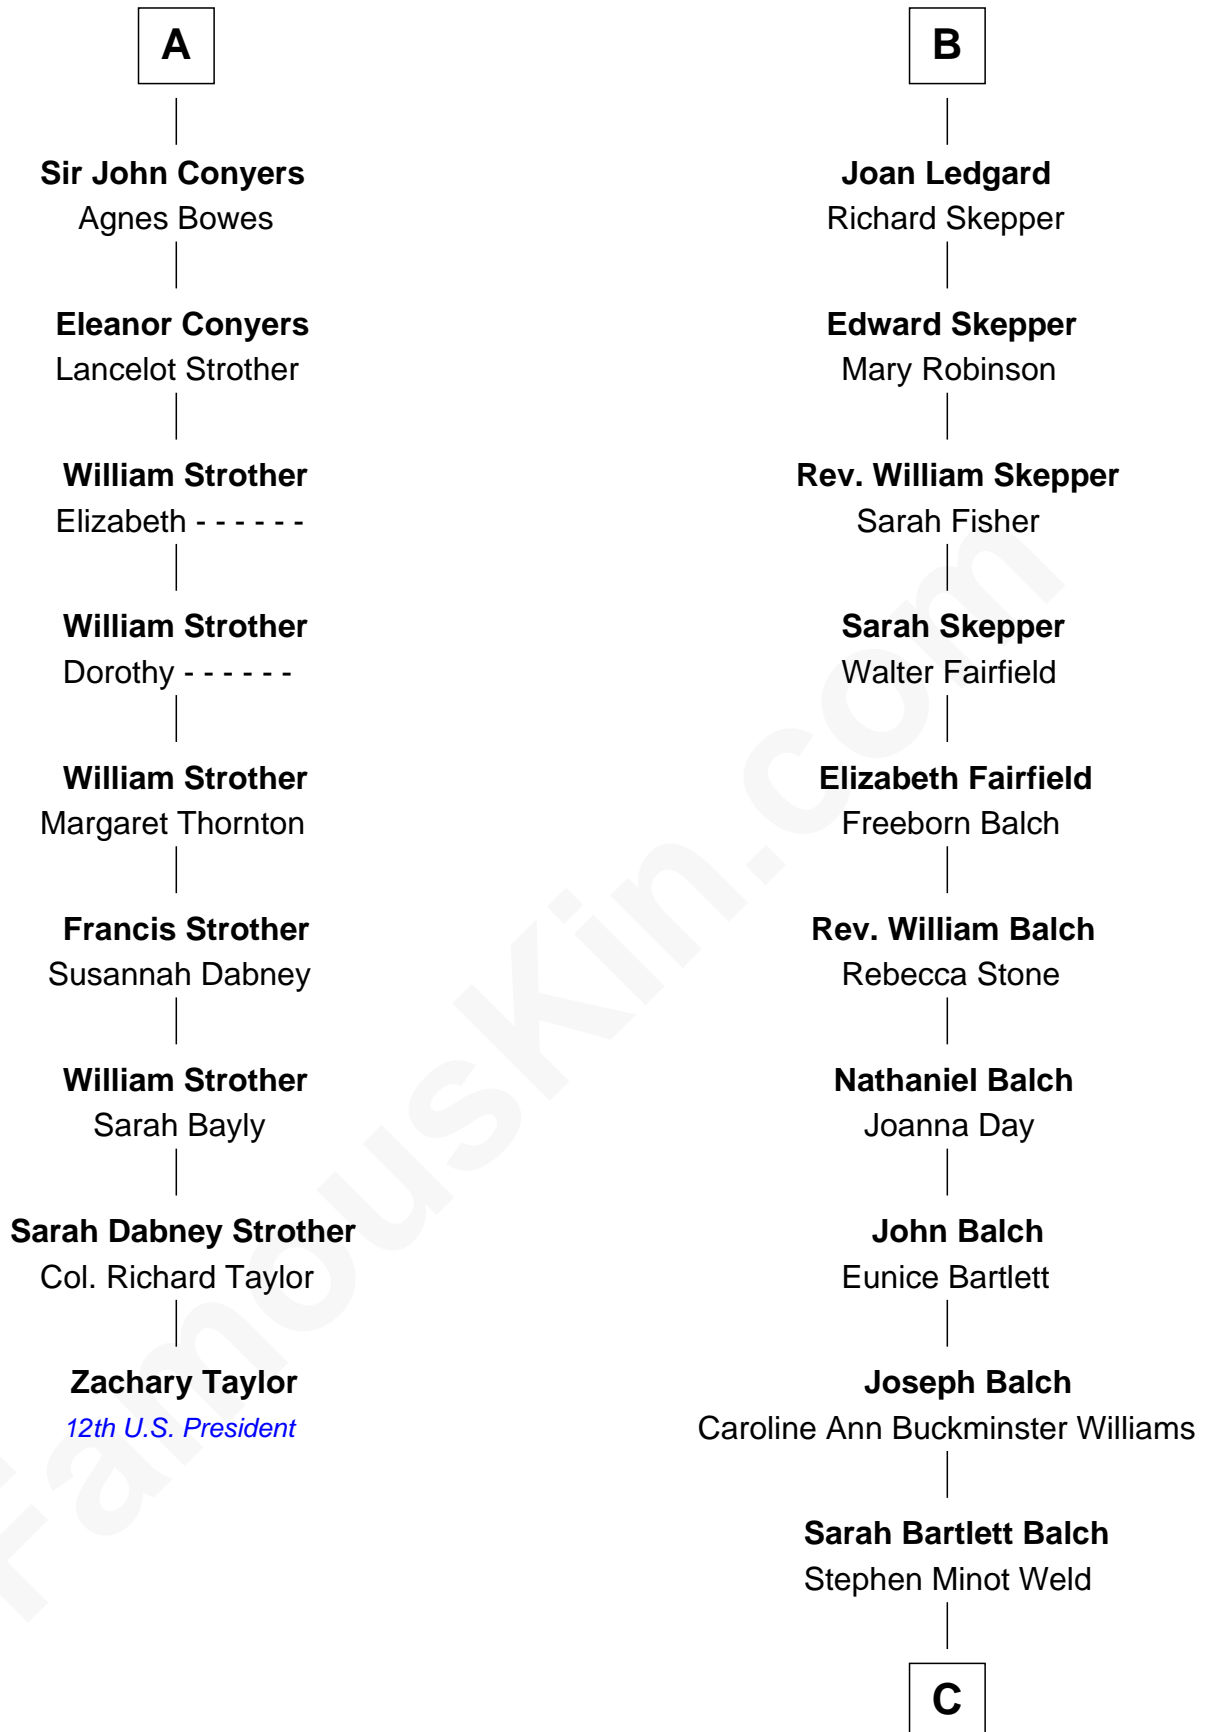 A
Sir John Conyers
Agnes Bowes
Eleanor Conyers
Lancelot Strother
William Strother
Elizabeth - - - - - -
William Strother
Dorothy - - - - - -
William Strother
Margaret Thornton
Francis Strother
Susannah Dabney
William Strother
Sarah Bayly
Sarah Dabney Strother
Col. Richard Taylor
Zachary Taylor
12th U.S. President
B
Joan Ledgard
Richard Skepper
Edward Skepper
Mary Robinson
Rev. William Skepper
Sarah Fisher
Sarah Skepper
Walter Fairfield
Elizabeth Fairfield
Freeborn Balch
Rev. William Balch
Rebecca Stone
Nathaniel Balch
Joanna Day
John Balch
Eunice Bartlett
Joseph Balch
Caroline Ann Buckminster Williams
Sarah Bartlett Balch
Stephen Minot Weld
C
FamousKin.com